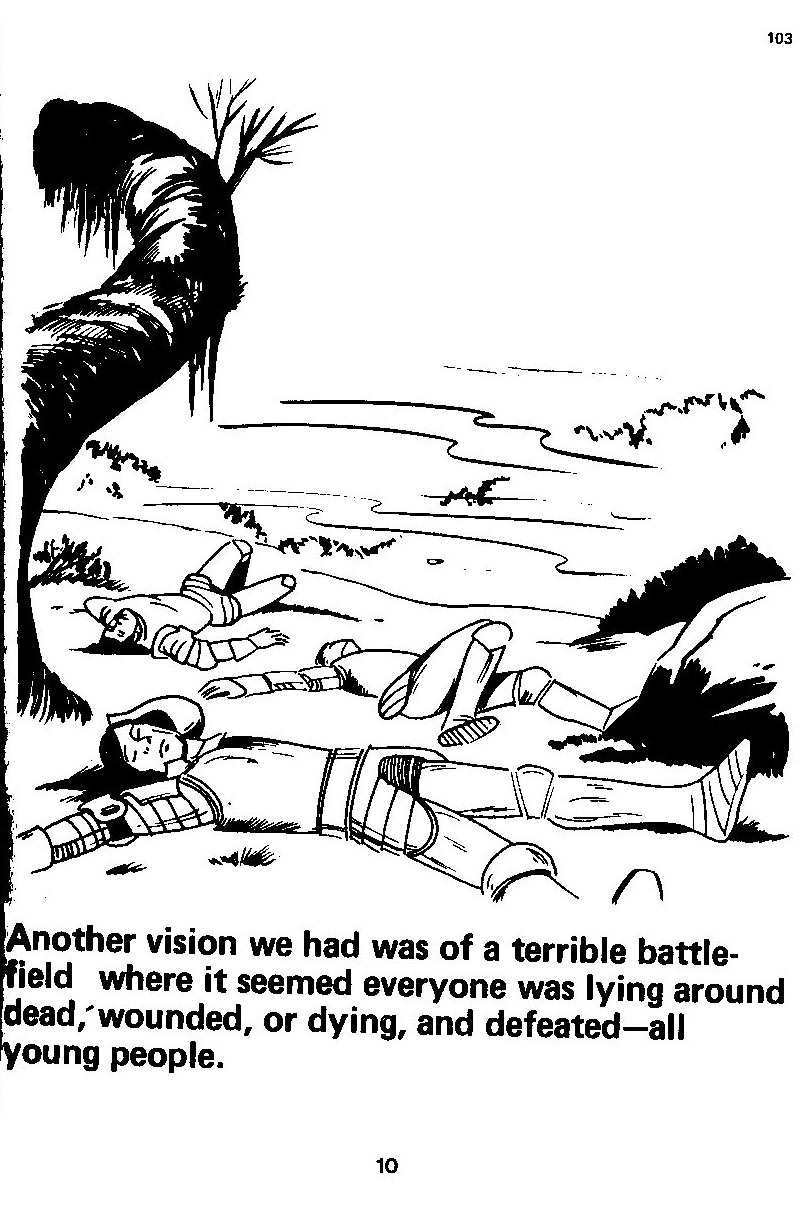 103
Another vision we had was of a terrible battle-
field where it seemed everyone was lying around
dead, wounded, or dying, and defeated—all
young people.
10